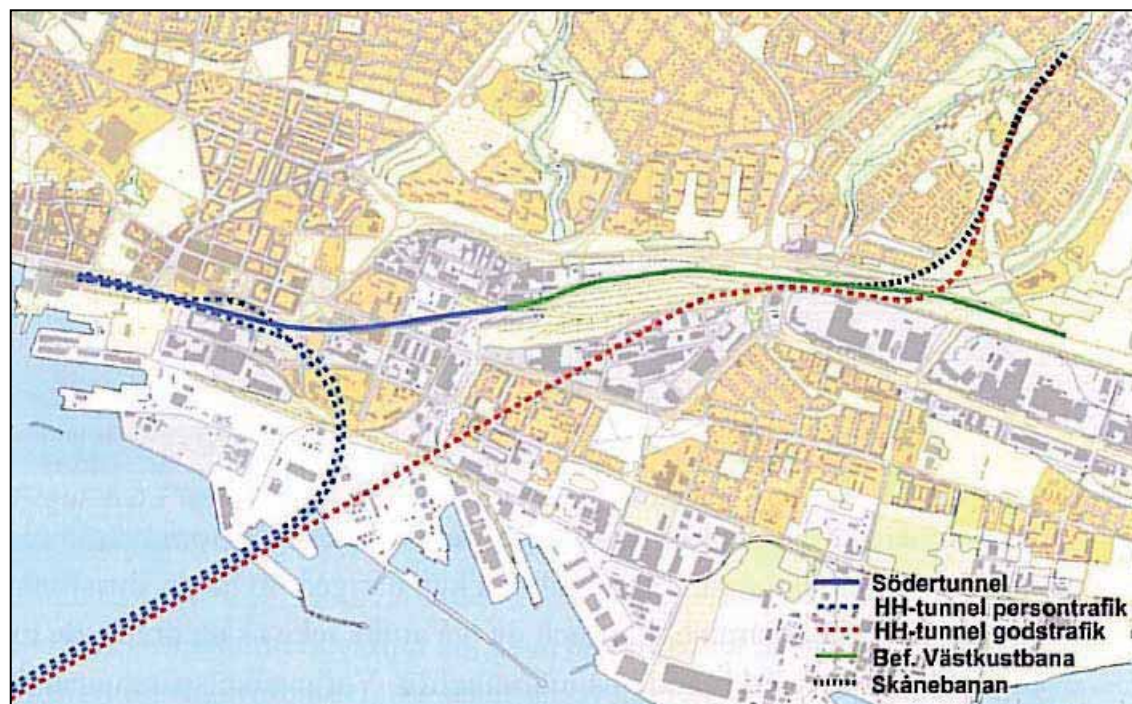 Södertunnel
HH-tunnel persontrafik
HH-tunnel godstrafik
Bef. Västkustbana
Skånebanan